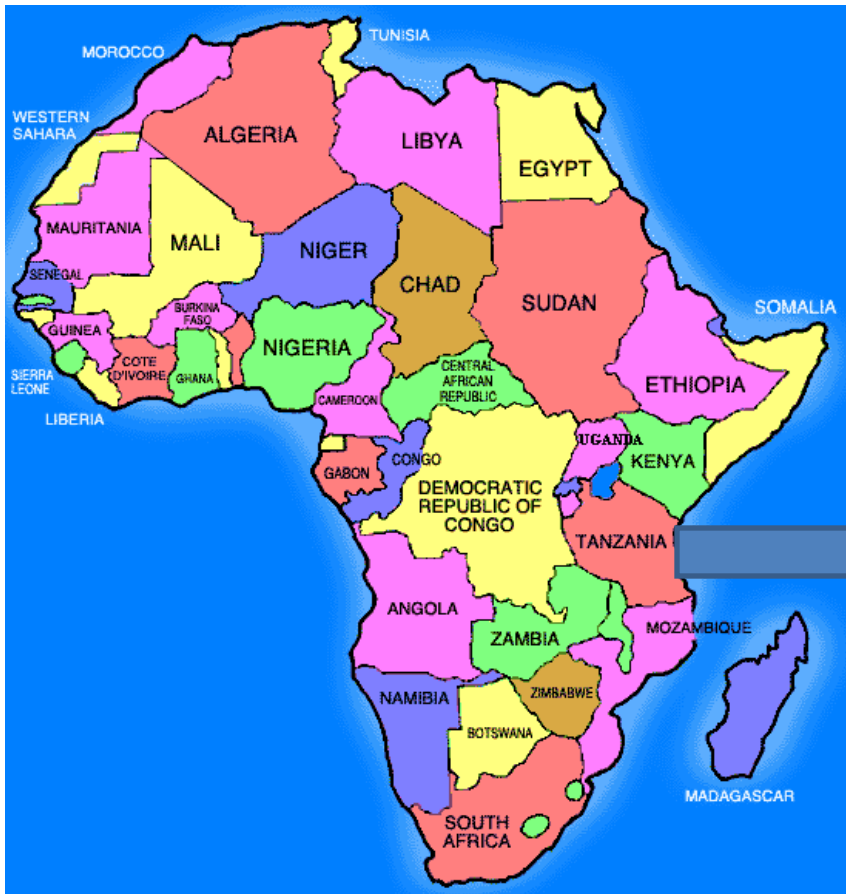 TUNISIA
MOROCCO
WESTERN
SAHARA
ALGERIA
LIBYA
EGYPT
MAURITANIA
MALI
NIGER
CHAD
SUDAN
SENEGAL
BURKINA
FASO
SOMALIA
GUINEA
NIGERIA
SIERRA
LEONE
COTE
D'IVOIRE
GHANA
CENTRAL
AFRICAN
REPUBLIC
ETHIOPIA
LIBERIA
CAMEROON
UGANDA
KENYA
GABON
CONGO
DEMOCRATIC
REPUBLIC OF
CONGO
TANZANIA
ANGOLA
ZAMBIA
MOZAMBIQUE
NAMIBIA
ZIMBABWE
BOTSWANA
MADAGASCAR
SOUTH
AFRICA